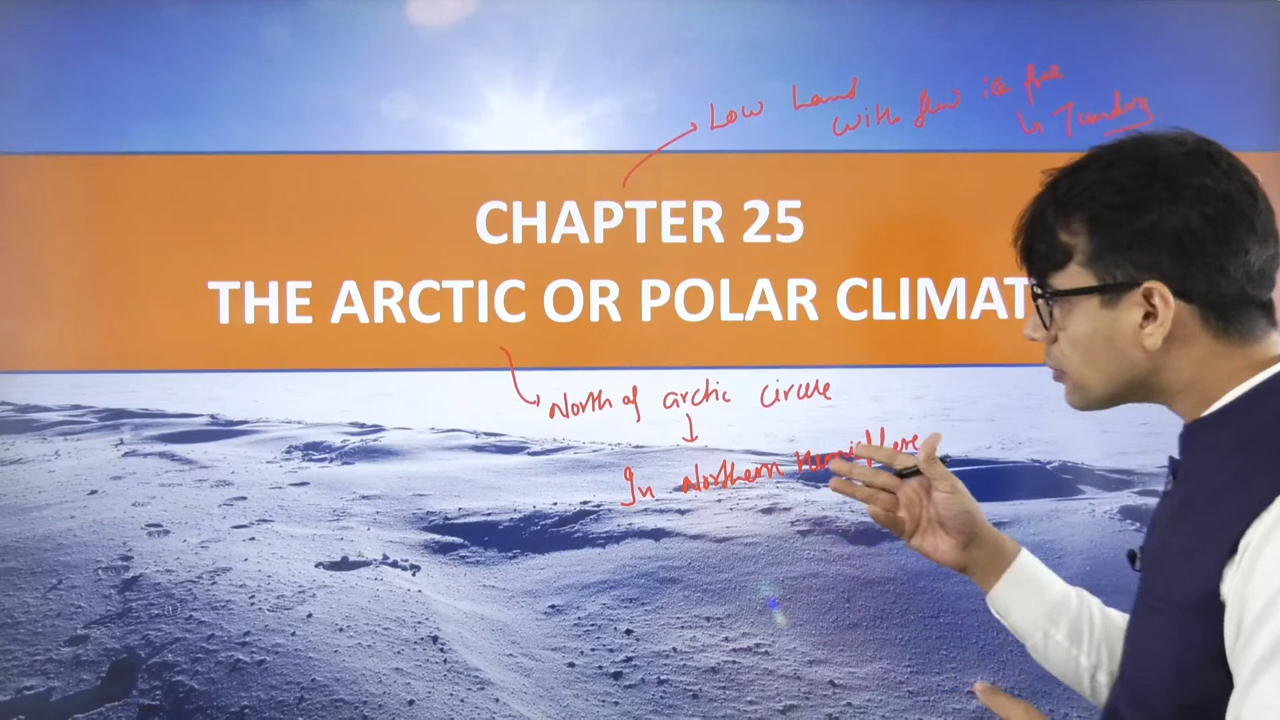 Low Land
with few ice free
↳ Tundra
CHAPTER 25
THE ARCTIC OR POLAR CLIMAT
North of arctic circle
In Northern Hemisphere